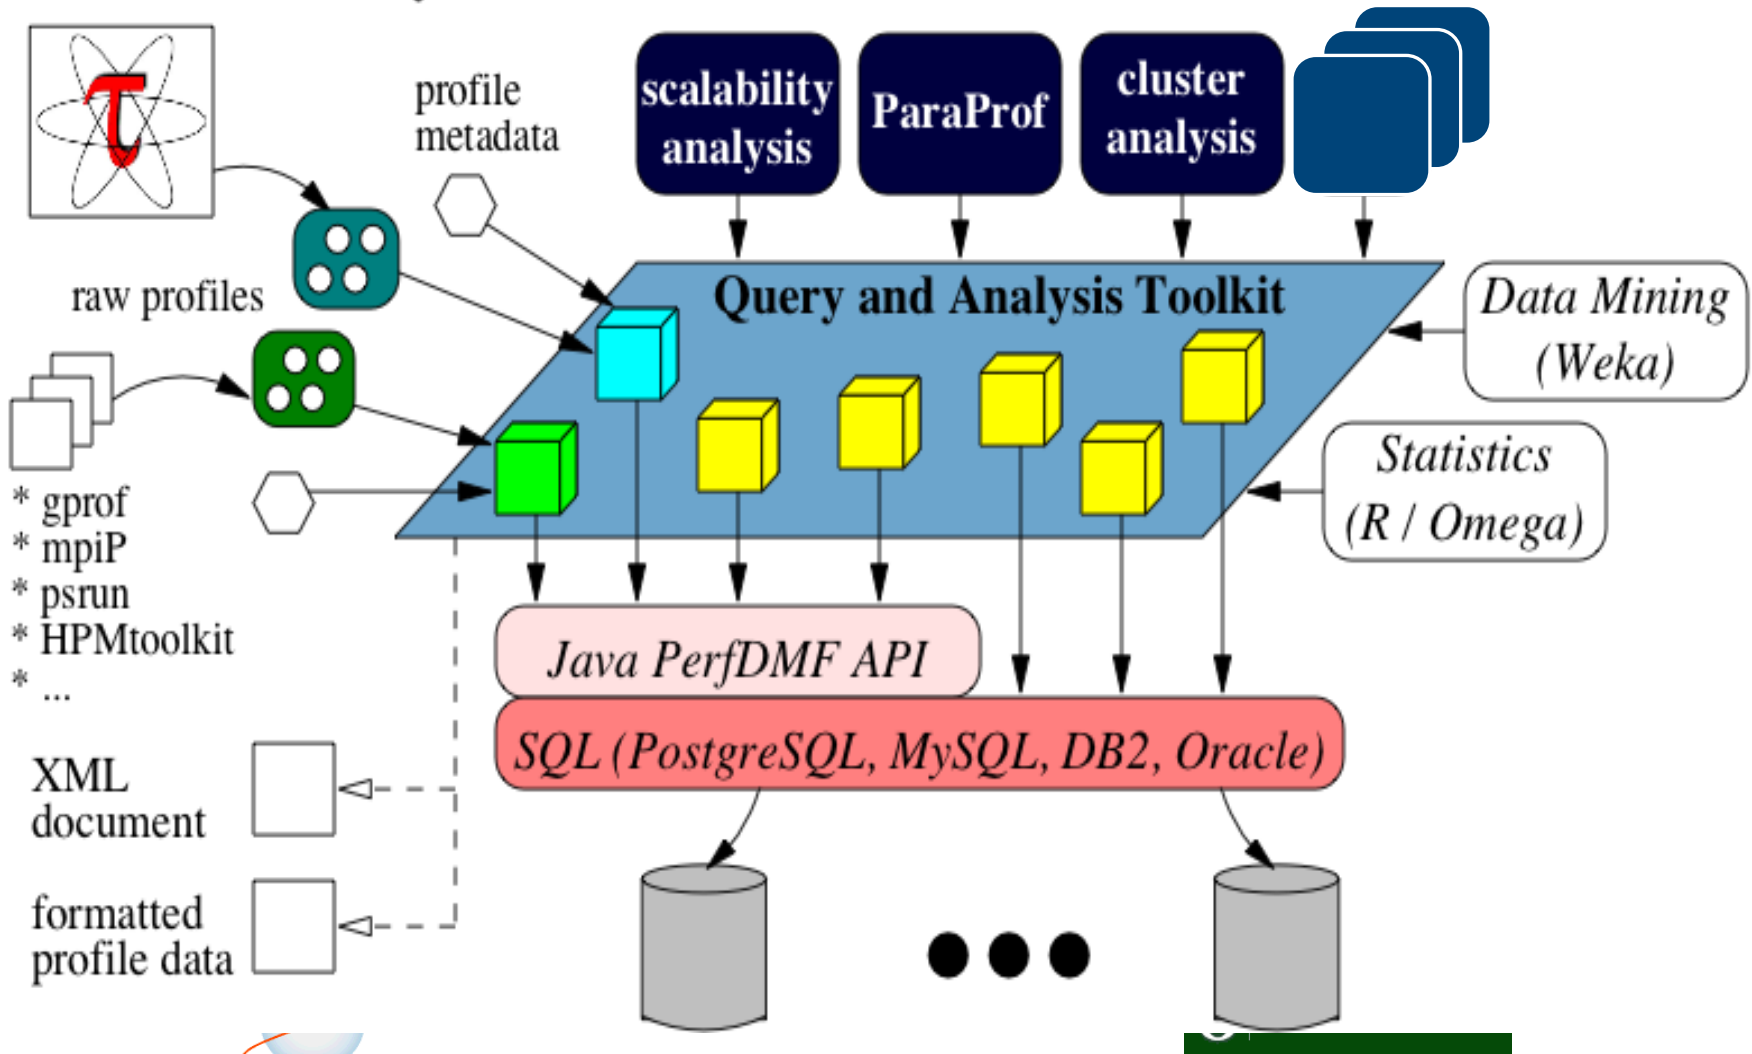 τ
profile
metadata
scalability
analysis
ParaProf
cluster
analysis
raw profiles
Query and Analysis Toolkit
Data Mining
(Weka)
Statistics
(R / Omega)
* gprof
* mpiP
* psrun
* HPMtoolkit
* ...
Java PerfDMF API
SQL (PostgreSQL, MySQL, DB2, Oracle)
XML
document
formatted
profile data